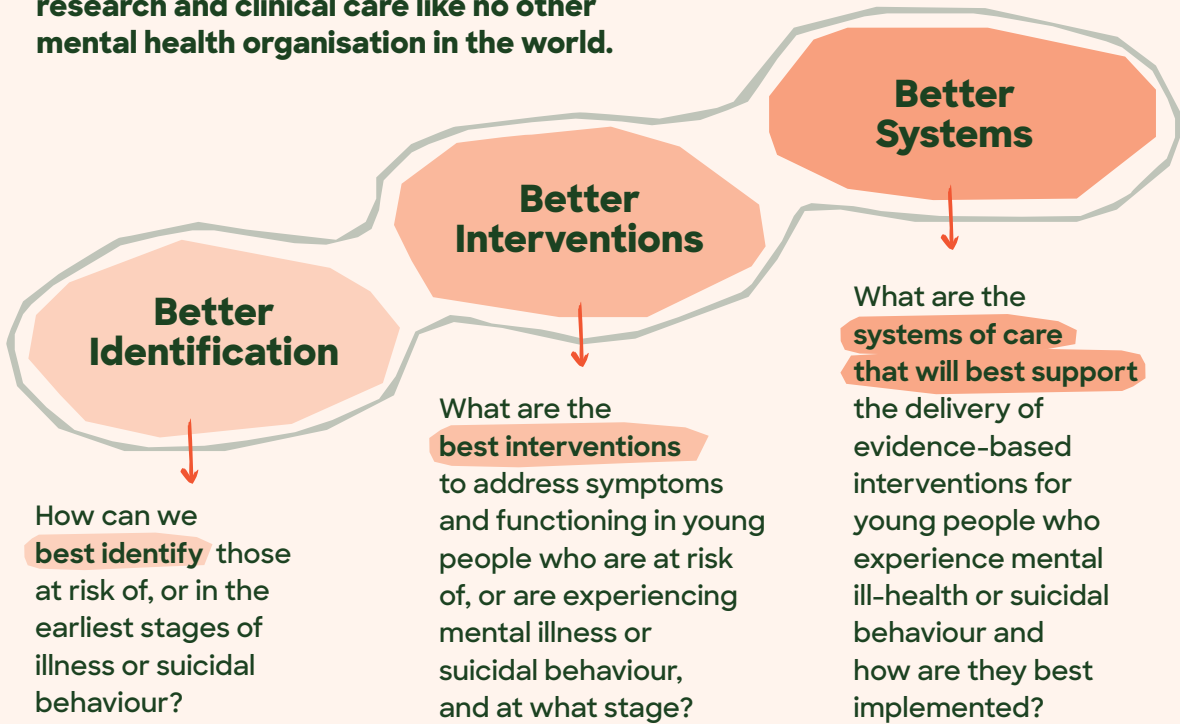 research and clinical care like no other
mental health organisation in the world.
Better
Identification
How can we
best identify those
at risk of, or in the
earliest stages of
illness or suicidal
behaviour?
Better
Interventions
What are the
best interventions
to address symptoms
and functioning in young
people who are at risk
of, or are experiencing
mental illness or
suicidal behaviour,
and at what stage?
Better
Systems
What are the
systems of care
that will best support
the delivery of
evidence-based
interventions for
young people who
experience mental
ill-health or suicidal
behaviour and
how are they best
implemented?